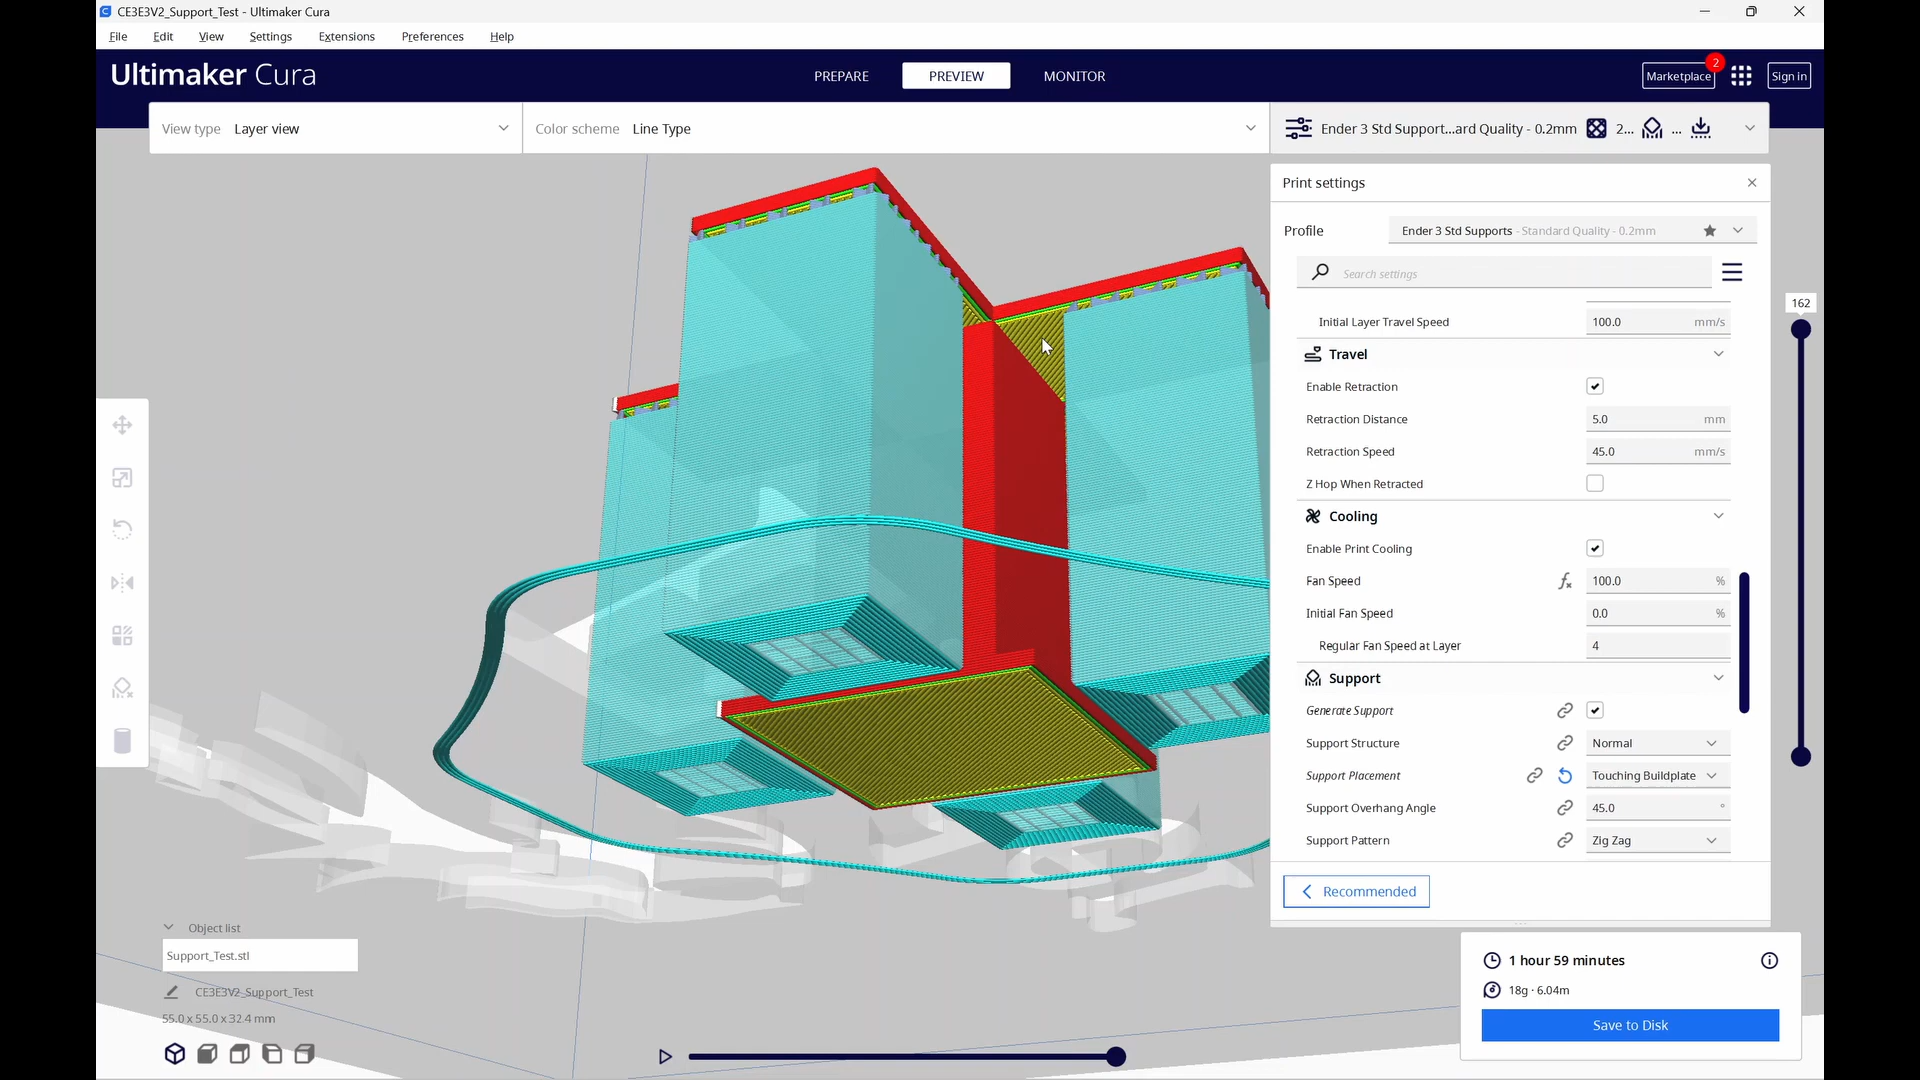 CE3E3V2_Support_Test - Ultimaker Cura
File Edit View Settings Extensions Preferences Help
Ultimaker Cura
PREPARE PREVIEW MONITOR
Marketplace 2 Sign in
View type Layer view
Color scheme Line Type
Ender 3 Std Support...ard Quality - 0.2mm 2... ...
Print settings
Profile Ender 3 Std Supports - Standard Quality - 0.2mm
Search settings
162
Initial Layer Travel Speed 100.0 mm/s
Travel
Enable Retraction
Retraction Distance 5.0 mm
Retraction Speed 45.0 mm/s
Z Hop When Retracted
Cooling
Enable Print Cooling
Fan Speed fx 100.0 %
Initial Fan Speed 0.0 %
Regular Fan Speed at Layer 4
Support
Generate Support
Support Structure Normal
Support Placement Touching Buildplate
Support Overhang Angle 45.0 °
Support Pattern Zig Zag
Recommended
Object list
Support_Test.stl
CE3E3V2_Support_Test
55.0 x 55.0 x 32.4 mm
1 hour 59 minutes
18g · 6.04m
Save to Disk